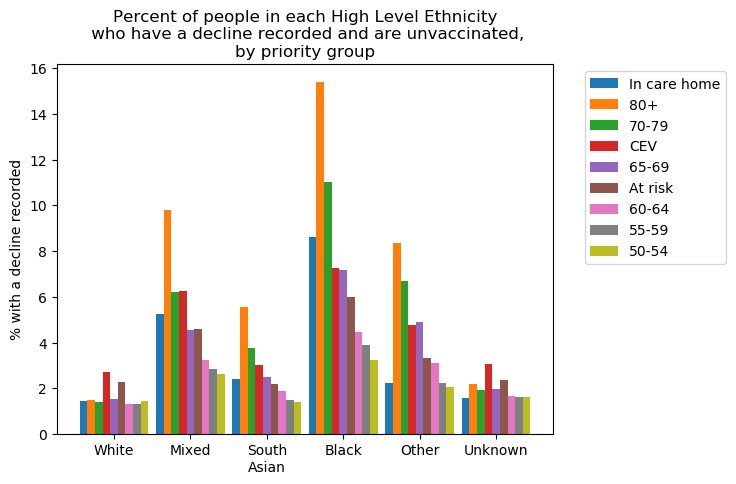 Percent of people in each High Level Ethnicity
who have a decline recorded and are unvaccinated,
by priority group
% with a decline recorded
16
14
12
10
8
6
4
2
0
White
Mixed
South
Asian
Black
Other
Unknown
In care home
80+
70-79
CEV
65-69
At risk
60-64
55-59
50-54